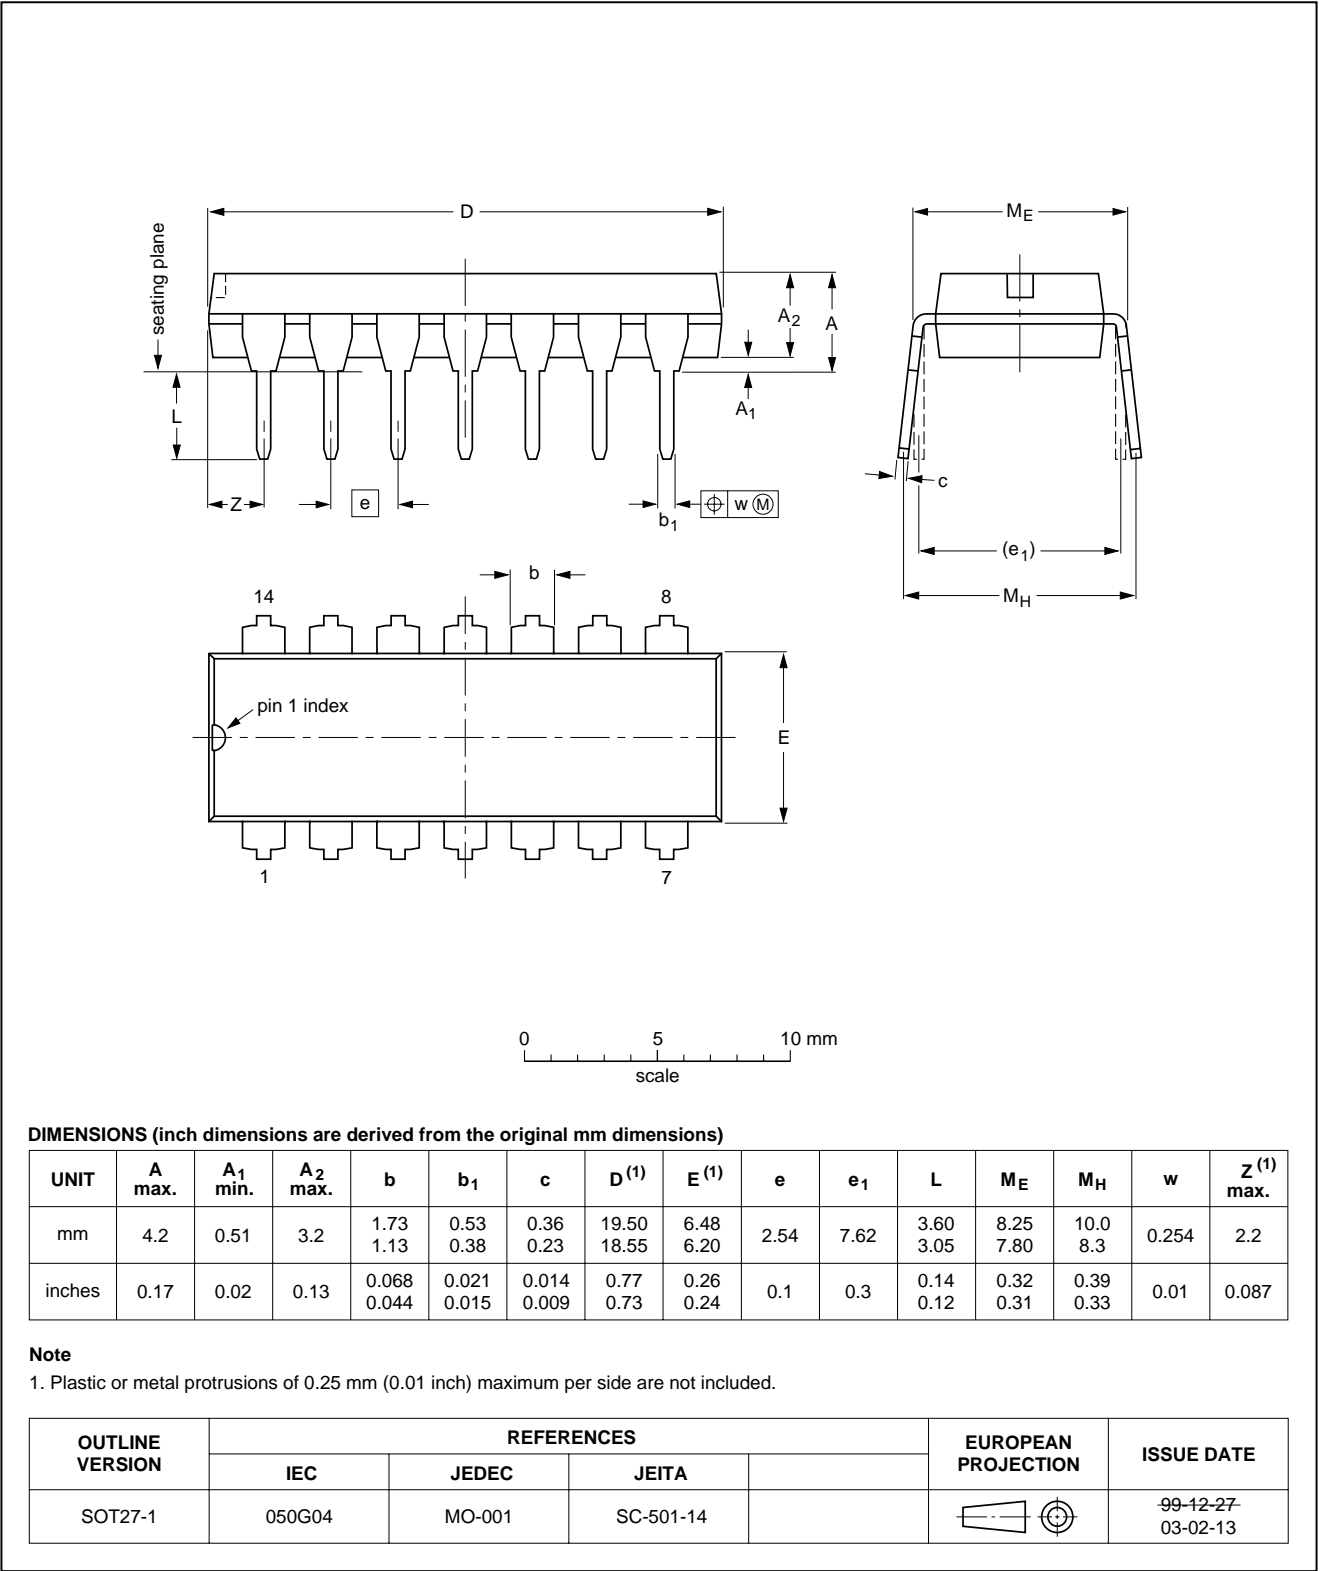 D
ME
seating plane
A2
A
L
A1
Z
e
b1
w M
c
(e1)
MH
b
14
8
pin 1 index
E
1
7
0 5 10 mm
scale
DIMENSIONS (inch dimensions are derived from the original mm dimensions)
UNIT A max. A1 min. A2 max. b b1 c D(1) E(1) e e1 L ME MH w Z(1) max.
mm 4.2 0.51 3.2 1.73 1.13 0.53 0.38 0.36 0.23 19.50 18.55 6.48 6.20 2.54 7.62 3.60 3.05 8.25 7.80 10.0 8.3 0.254 2.2
inches 0.17 0.02 0.13 0.068 0.044 0.021 0.015 0.014 0.009 0.77 0.73 0.26 0.24 0.1 0.3 0.14 0.12 0.32 0.31 0.39 0.33 0.01 0.087
Note
1. Plastic or metal protrusions of 0.25 mm (0.01 inch) maximum per side are not included.
OUTLINE VERSION REFERENCES EUROPEAN PROJECTION ISSUE DATE
IEC JEDEC JEITA
SOT27-1 050G04 MO-001 SC-501-14 99-12-27
03-02-13